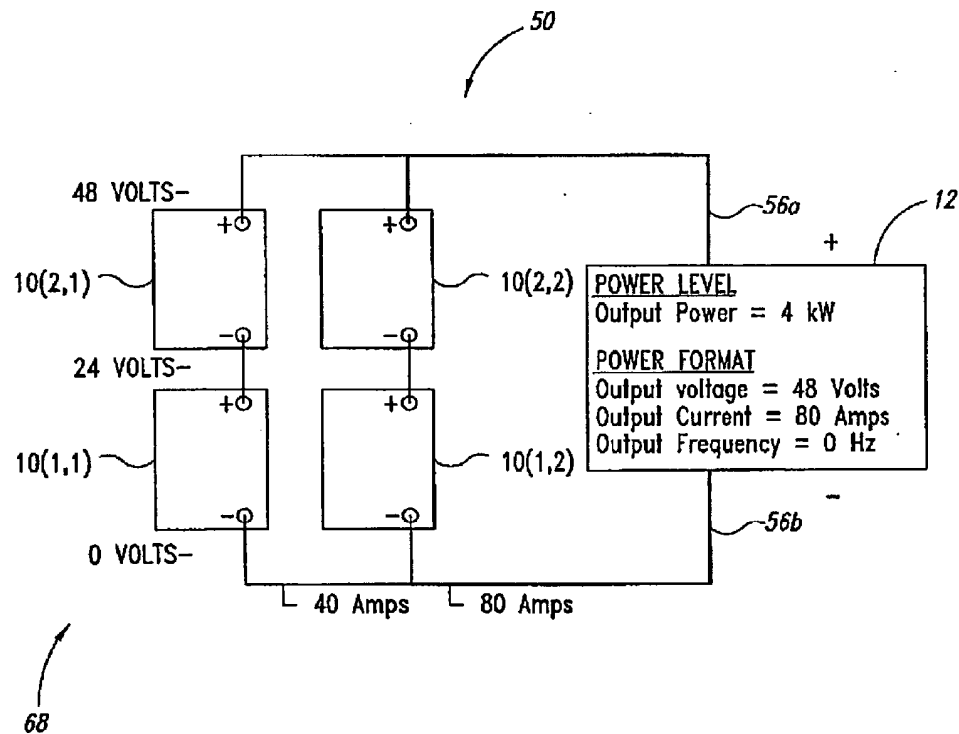 50
48 VOLTS-
56a
12
+
+
+
10(2,1)
10(2,2)
POWER LEVEL
Output Power = 4 kW
-
-
24 VOLTS-
POWER FORMAT
Output voltage = 48 Volts
Output Current = 80 Amps
Output Frequency = 0 Hz
+
+
10(1,1)
10(1,2)
-
-
-
56b
0 VOLTS-
40 Amps
80 Amps
68